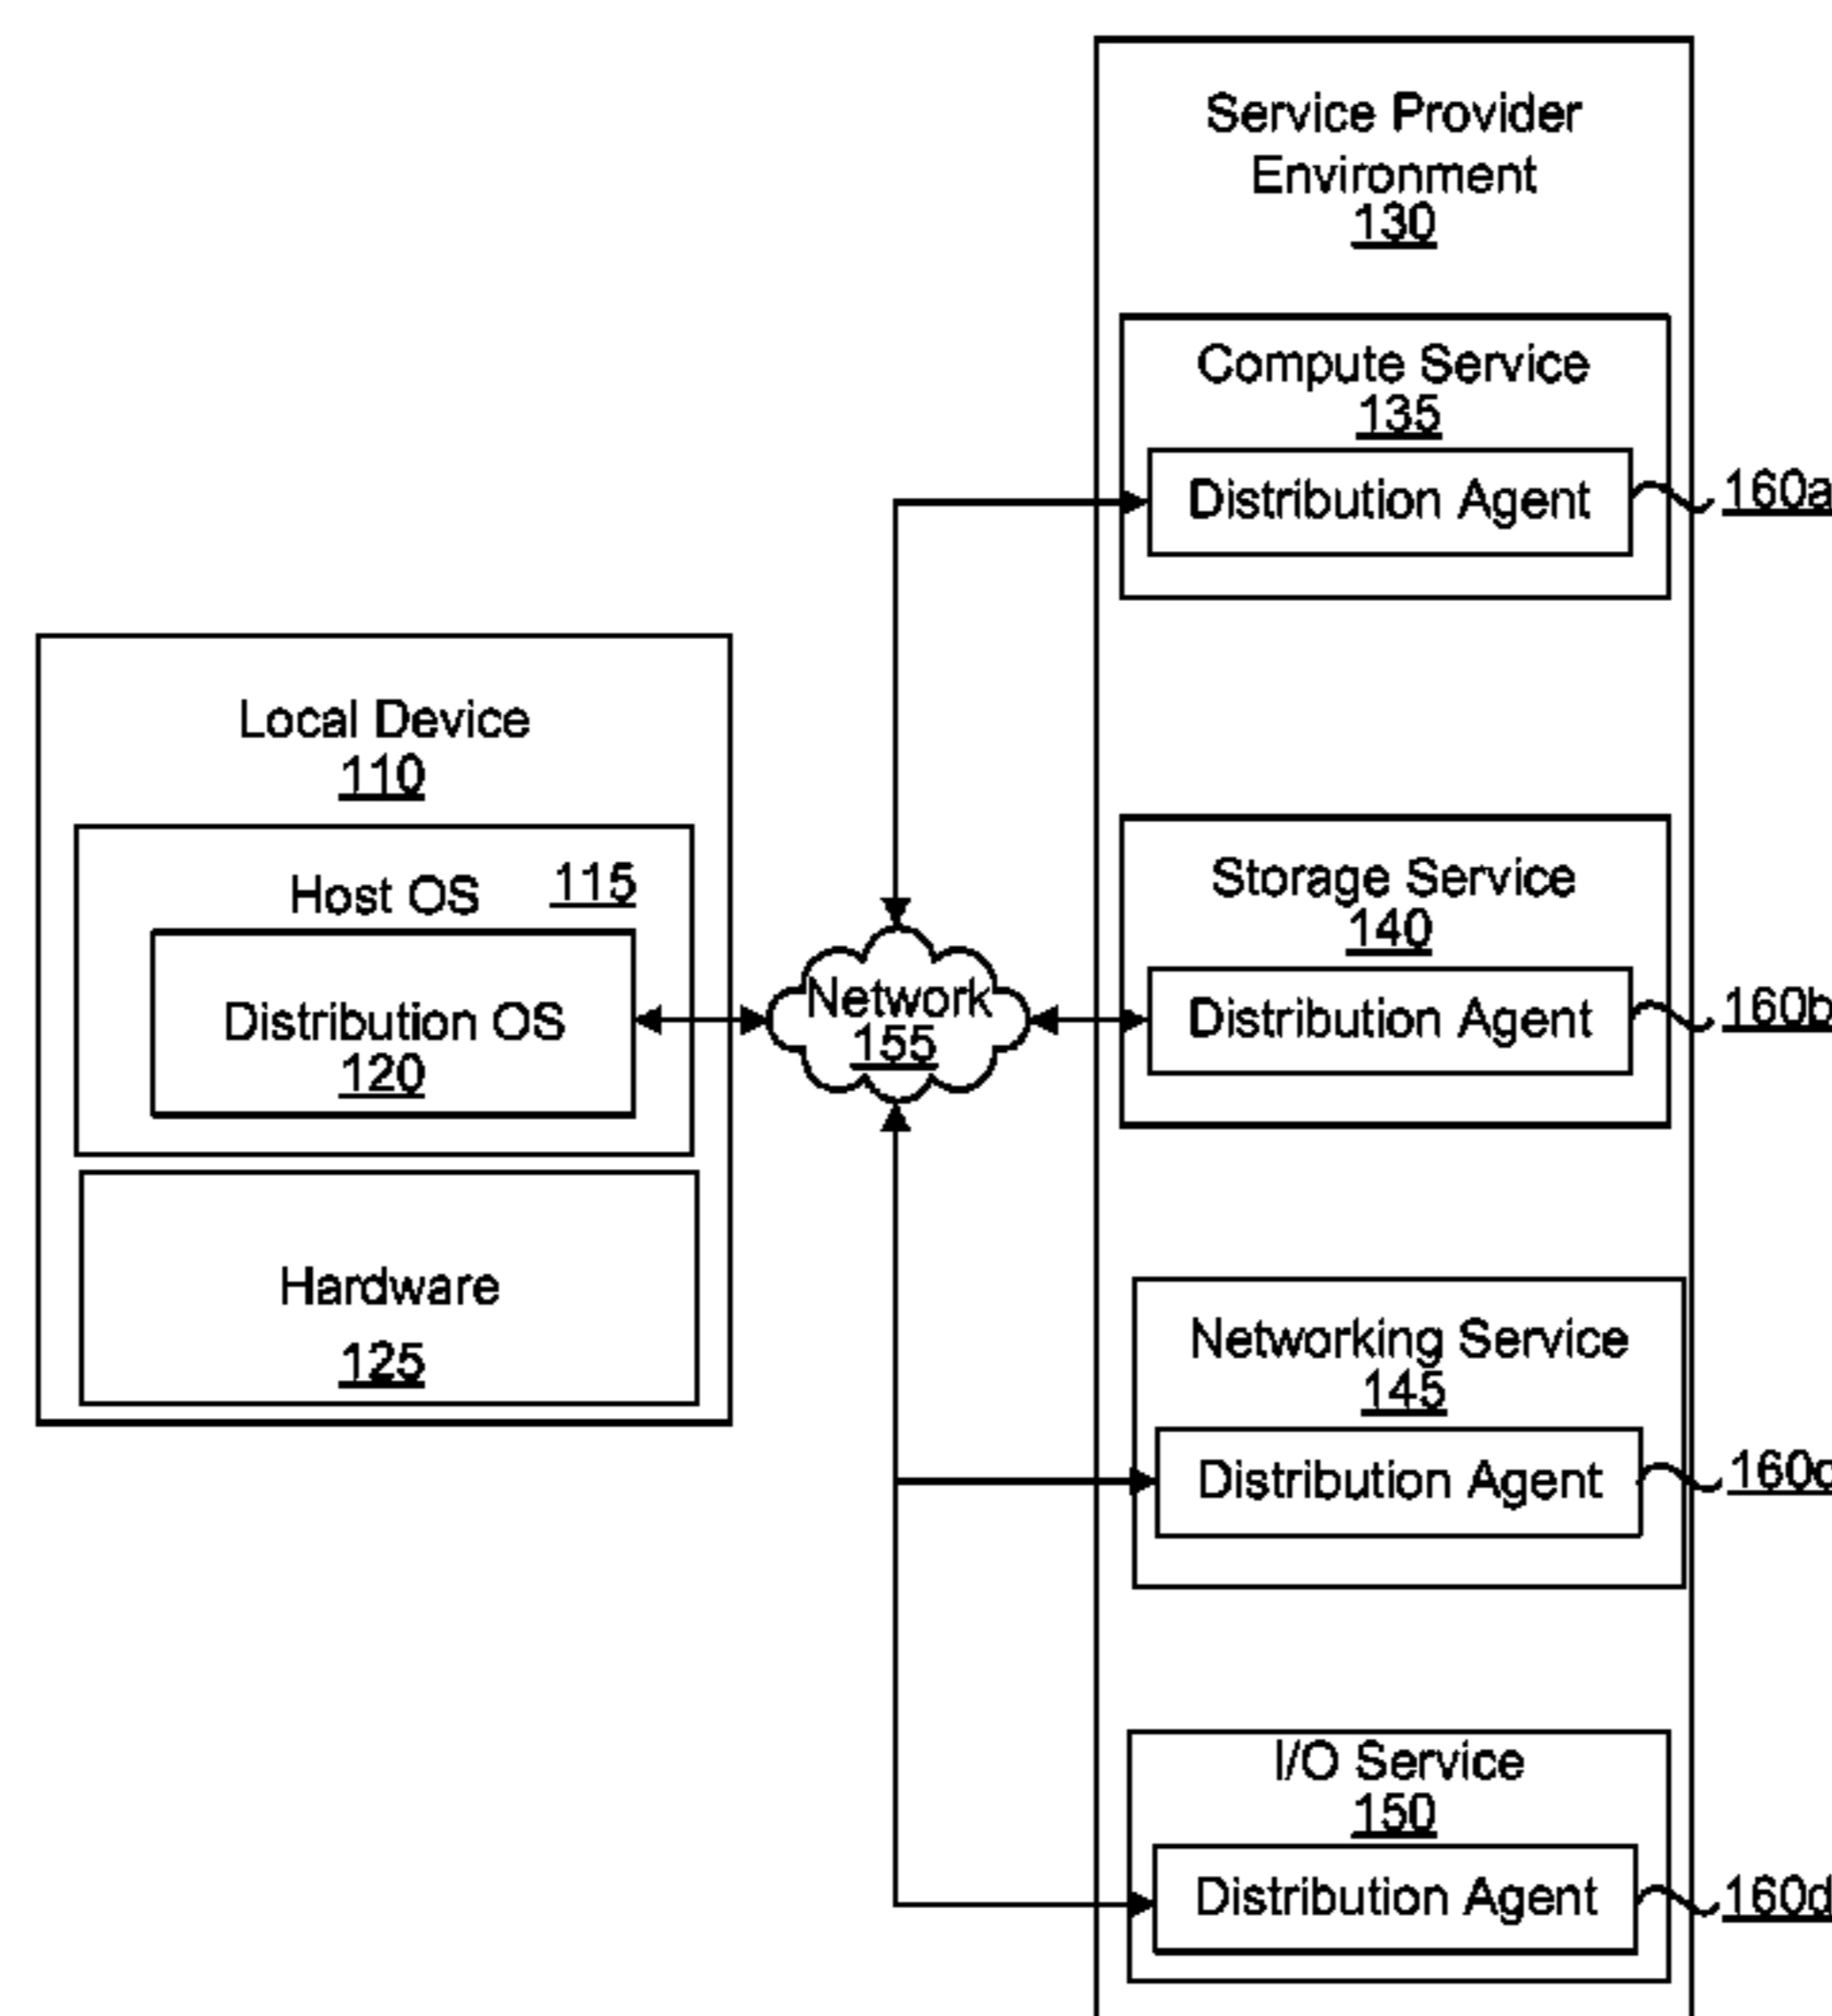 Service Provider
Environment
130
Compute Service
135
Distribution Agent
160a
Local Device
110
Host OS
115
Distribution OS
120
Hardware
125
Network
155
Storage Service
140
Distribution Agent
160b
Networking Service
145
Distribution Agent
160c
I/O Service
150
Distribution Agent
160d